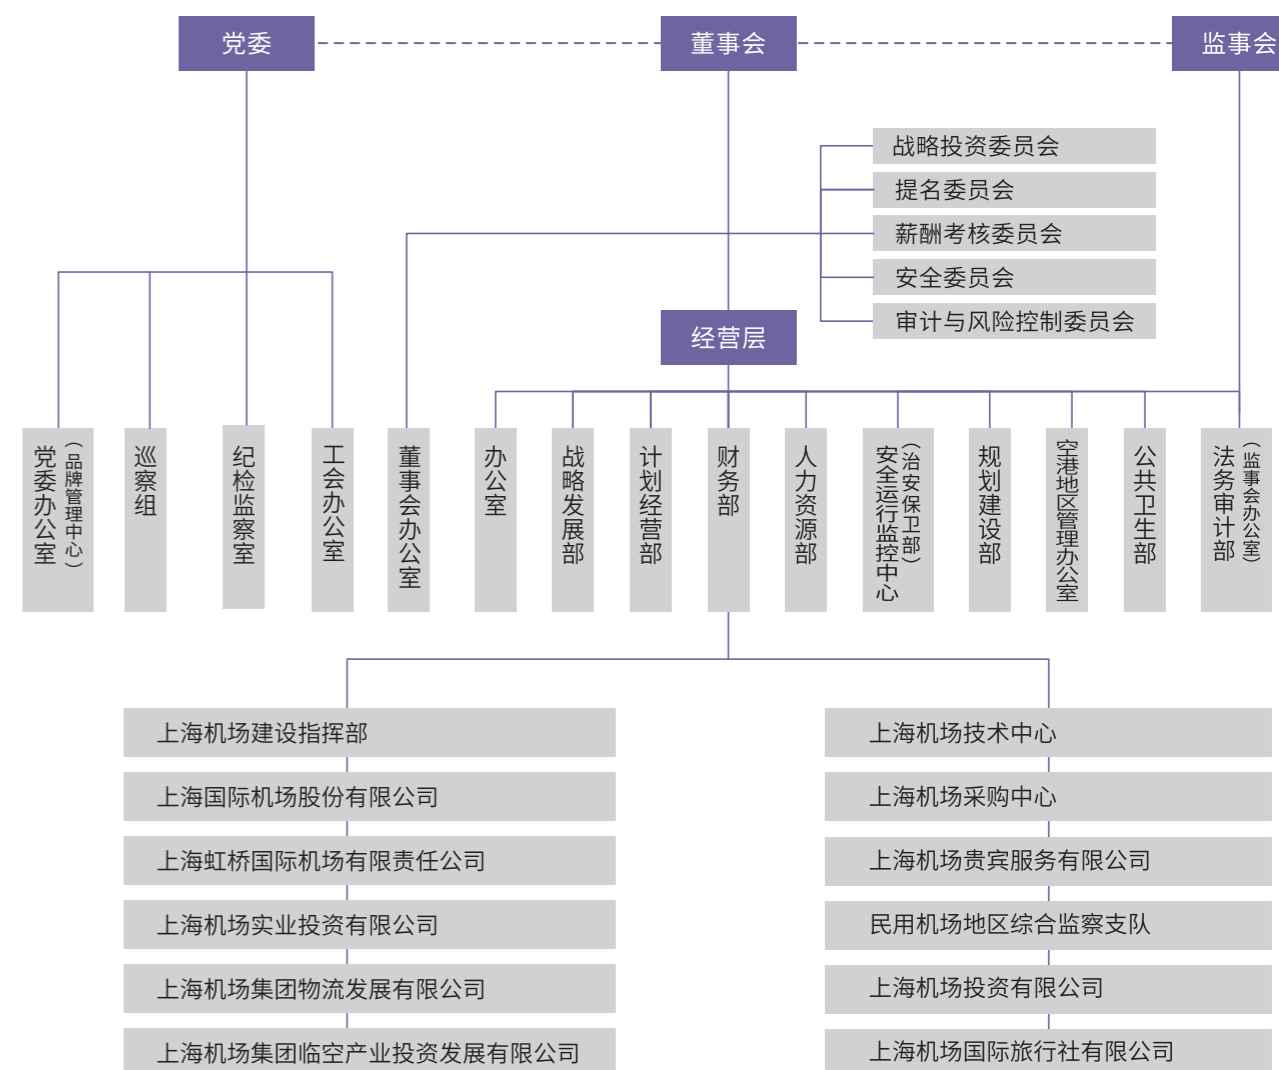 党委
董事会
监事会
战略投资委员会
提名委员会
薪酬考核委员会
安全委员会
审计与风险控制委员会
经营层
党委办公室
（品牌管理中心）
巡察组
纪检监察室
工会办公室
董事会办公室
办公室
战略发展部
计划经营部
财务部
人力资源部
安全运行监控中心
（治安保卫部）
规划建设部
空港地区管理办公室
公共卫生部
法务审计部
（监事会办公室）
上海机场建设指挥部
上海国际机场股份有限公司
上海虹桥国际机场有限责任公司
上海机场实业投资有限公司
上海机场集团物流发展有限公司
上海机场集团临空产业投资发展有限公司
上海机场技术中心
上海机场采购中心
上海机场贵宾服务有限公司
民用机场地区综合监察支队
上海机场投资有限公司
上海机场国际旅行社有限公司